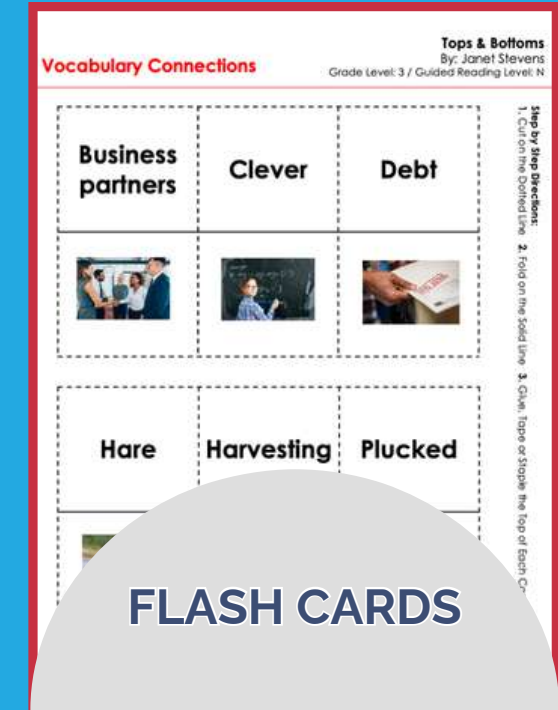 Tops & Bottoms
By: Janet Stevens
Vocabulary Connections
Grade Level: 3 / Guided Reading Level: N
Step by Step Directions:
1. Cut on the Dotted Line 2. Fold on the Solid Line 3. Glue, Tape or Staple the Top of Each
Business
partners
Clever
Debt
Hare
Harvesting
Plucked
FLASH CARDS